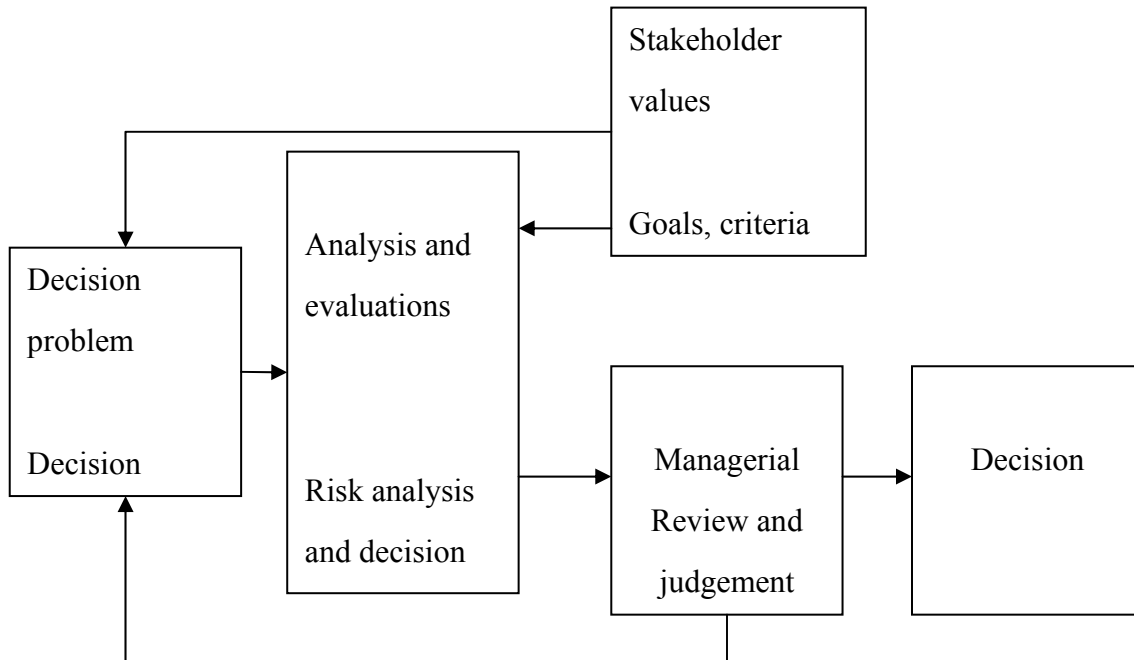 Stakeholder
values
Goals, criteria
Decision
problem
Decision
Analysis and
evaluations
Risk analysis
and decision
Managerial
Review and
judgement
Decision